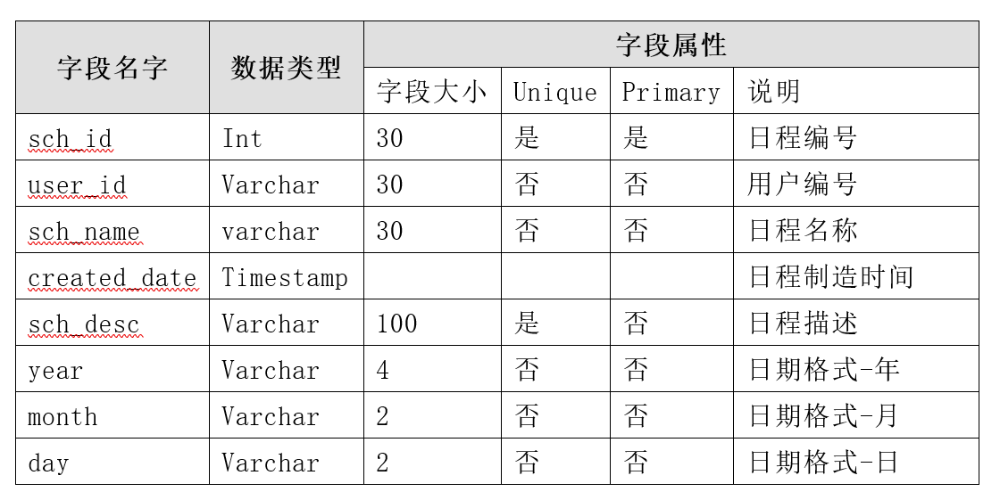 字段名字 数据类型 字段属性
字段大小 Unique Primary 说明
sch_id Int 30 是 是 日程编号
user_id Varchar 30 否 否 用户编号
sch_name varchar 30 否 否 日程名称
created_date Timestamp 日程制造时间
sch_desc Varchar 100 是 否 日程描述
year Varchar 4 否 否 日期格式-年
month Varchar 2 否 否 日期格式-月
day Varchar 2 否 否 日期格式-日